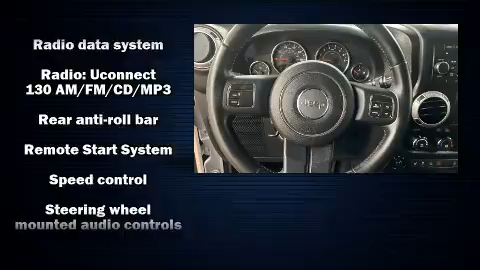 Radio data system
Radio: Uconnect
130 AM/FM/CD/MP3
Rear anti-roll bar
Remote Start System
Speed control
Steering wheel
mounted audio controls
Jeep